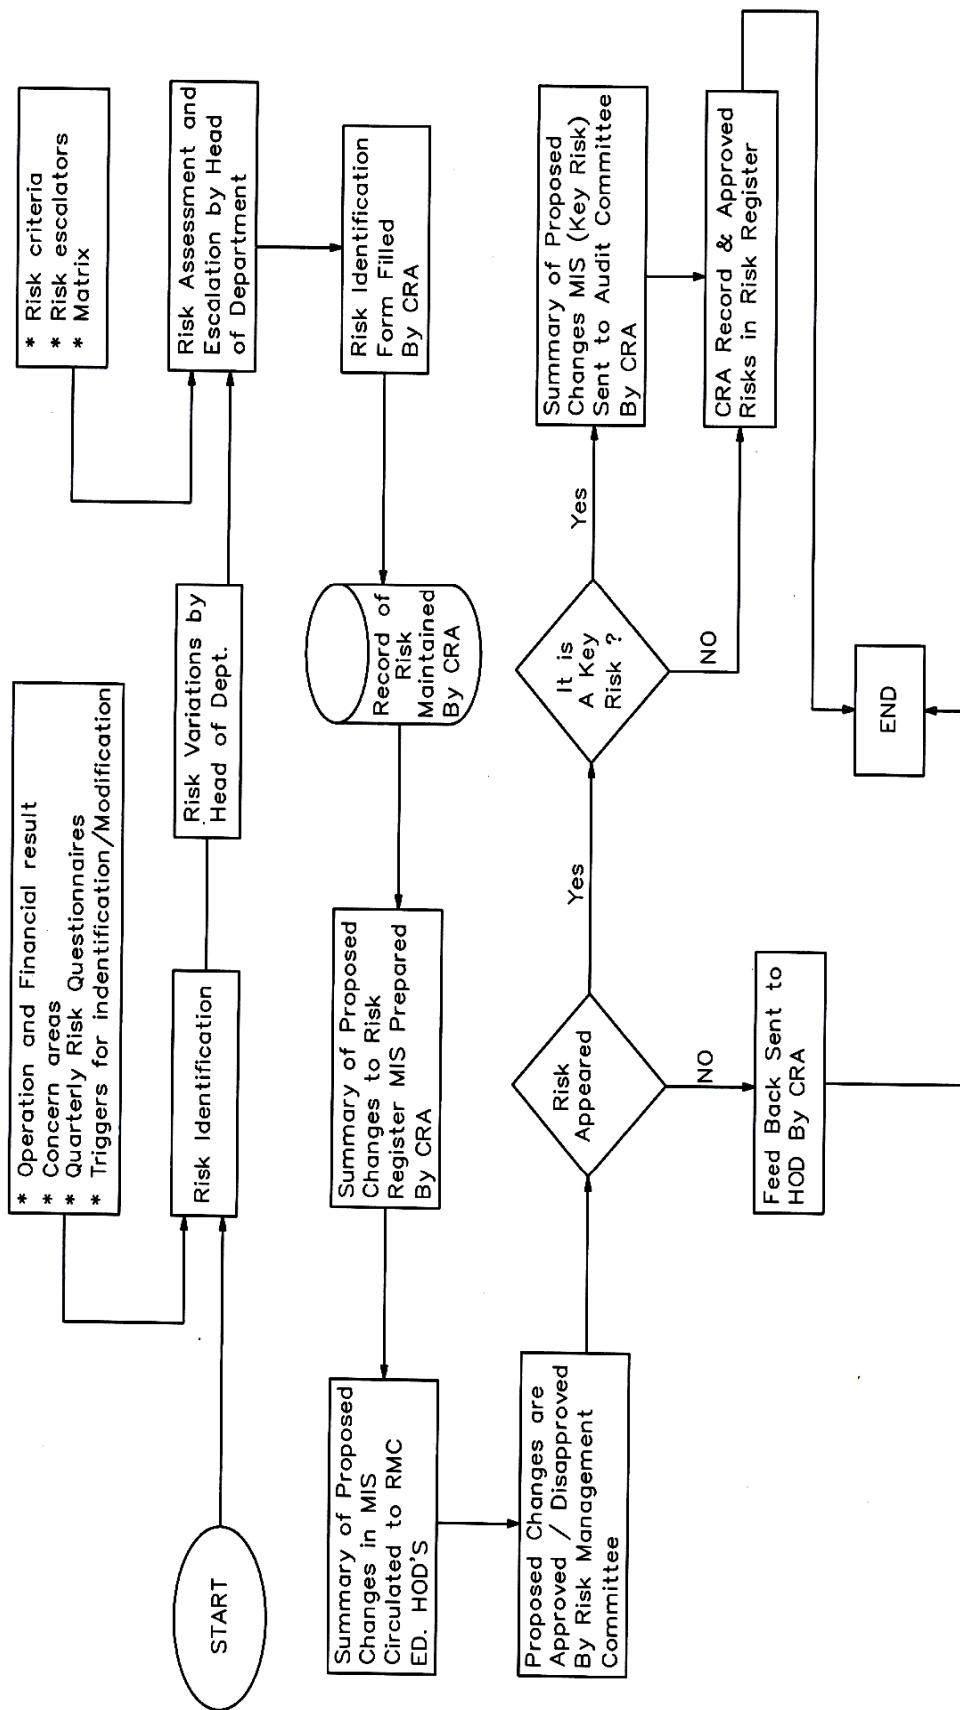 * Operation and Financial result
* Concern areas
* Quarterly Risk Questionnaires
* Triggers for indentification/Modification
* Risk criteria
* Risk escalators
* Matrix
START
Risk Identification
Risk Variations by
Head of Dept.
Risk Assessment and
Escalation by Head
of Department
Risk Identification
Form Filled
By CRA
Record of
Risk
Maintained
By CRA
Summary of Proposed
Changes to Risk
Register MIS Prepared
By CRA
Summary of Proposed
Changes in MIS
Circulated to RMC
ED. HOD'S
Proposed Changes are
Approved / Disapproved
By Risk Management
Committee
Risk
Appeared
Yes
NO
Feed Back Sent to
HOD By CRA
It is
A Key
Risk ?
Yes
NO
Summary of Proposed
Changes MIS (Key Risk)
Sent to Audit Committee
By CRA
CRA Record & Approved
Risks in Risk Register
END